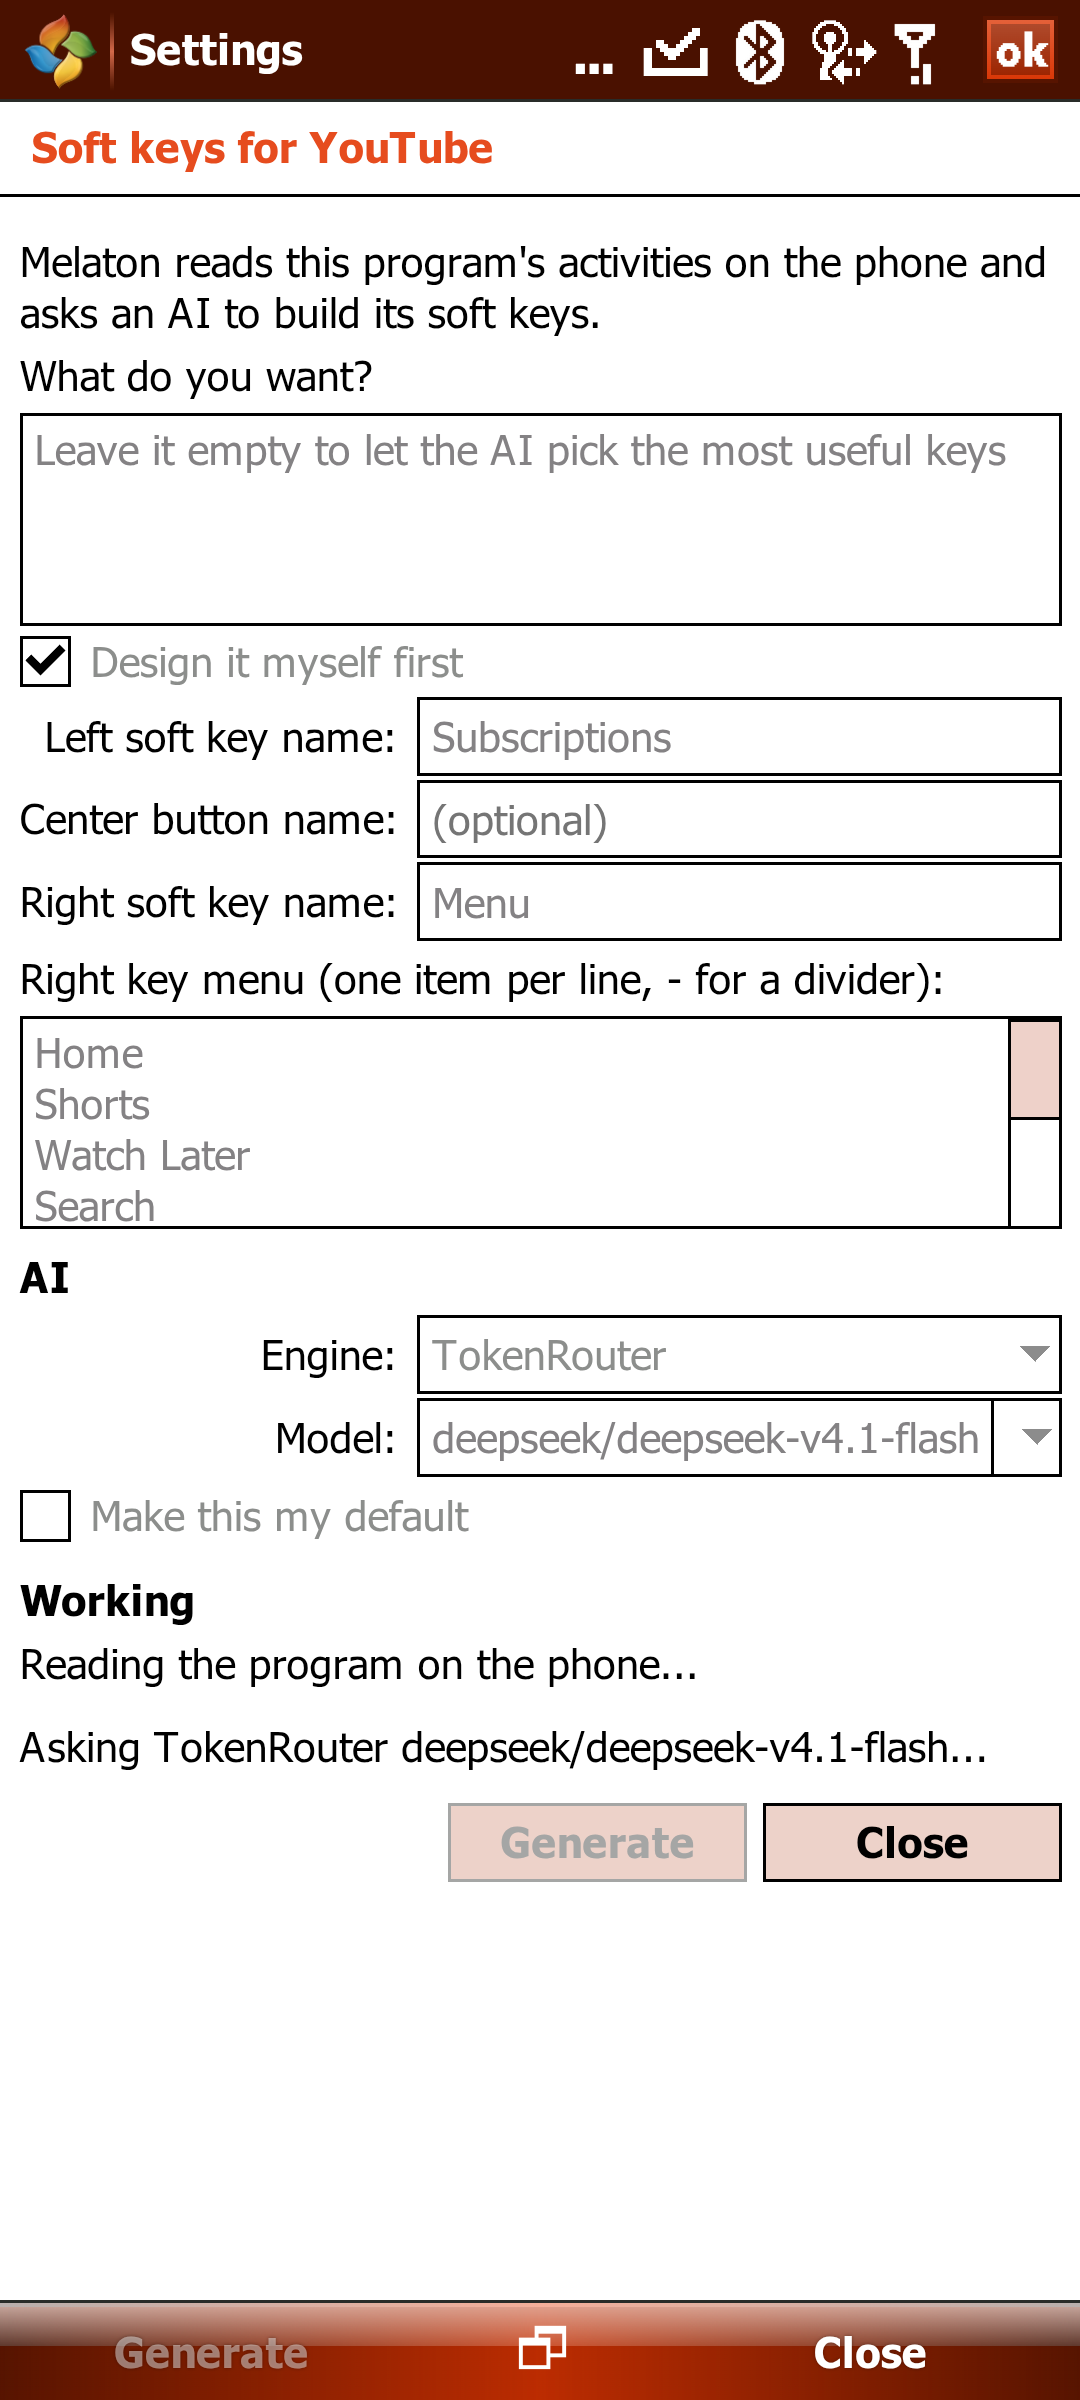 Settings
...
ok
Soft keys for YouTube
Melaton reads this program's activities on the phone and
asks an AI to build its soft keys.
What do you want?
Leave it empty to let the AI pick the most useful keys
Design it myself first
Left soft key name:
Subscriptions
Center button name:
(optional)
Right soft key name:
Menu
Right key menu (one item per line, - for a divider):
Home
Shorts
Watch Later
Search
AI
Engine:
TokenRouter
Model:
deepseek/deepseek-v4.1-flash
Make this my default
Working
Reading the program on the phone...
Asking TokenRouter deepseek/deepseek-v4.1-flash...
Generate
Close
Generate
Close